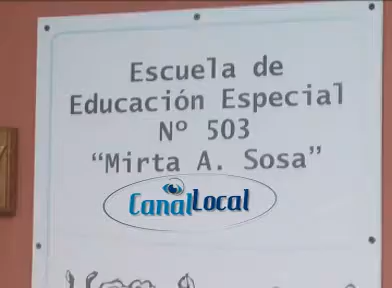 Escuela de
Educación Especial
Nº 503
“Mirta A. Sosa”
CanalLocal